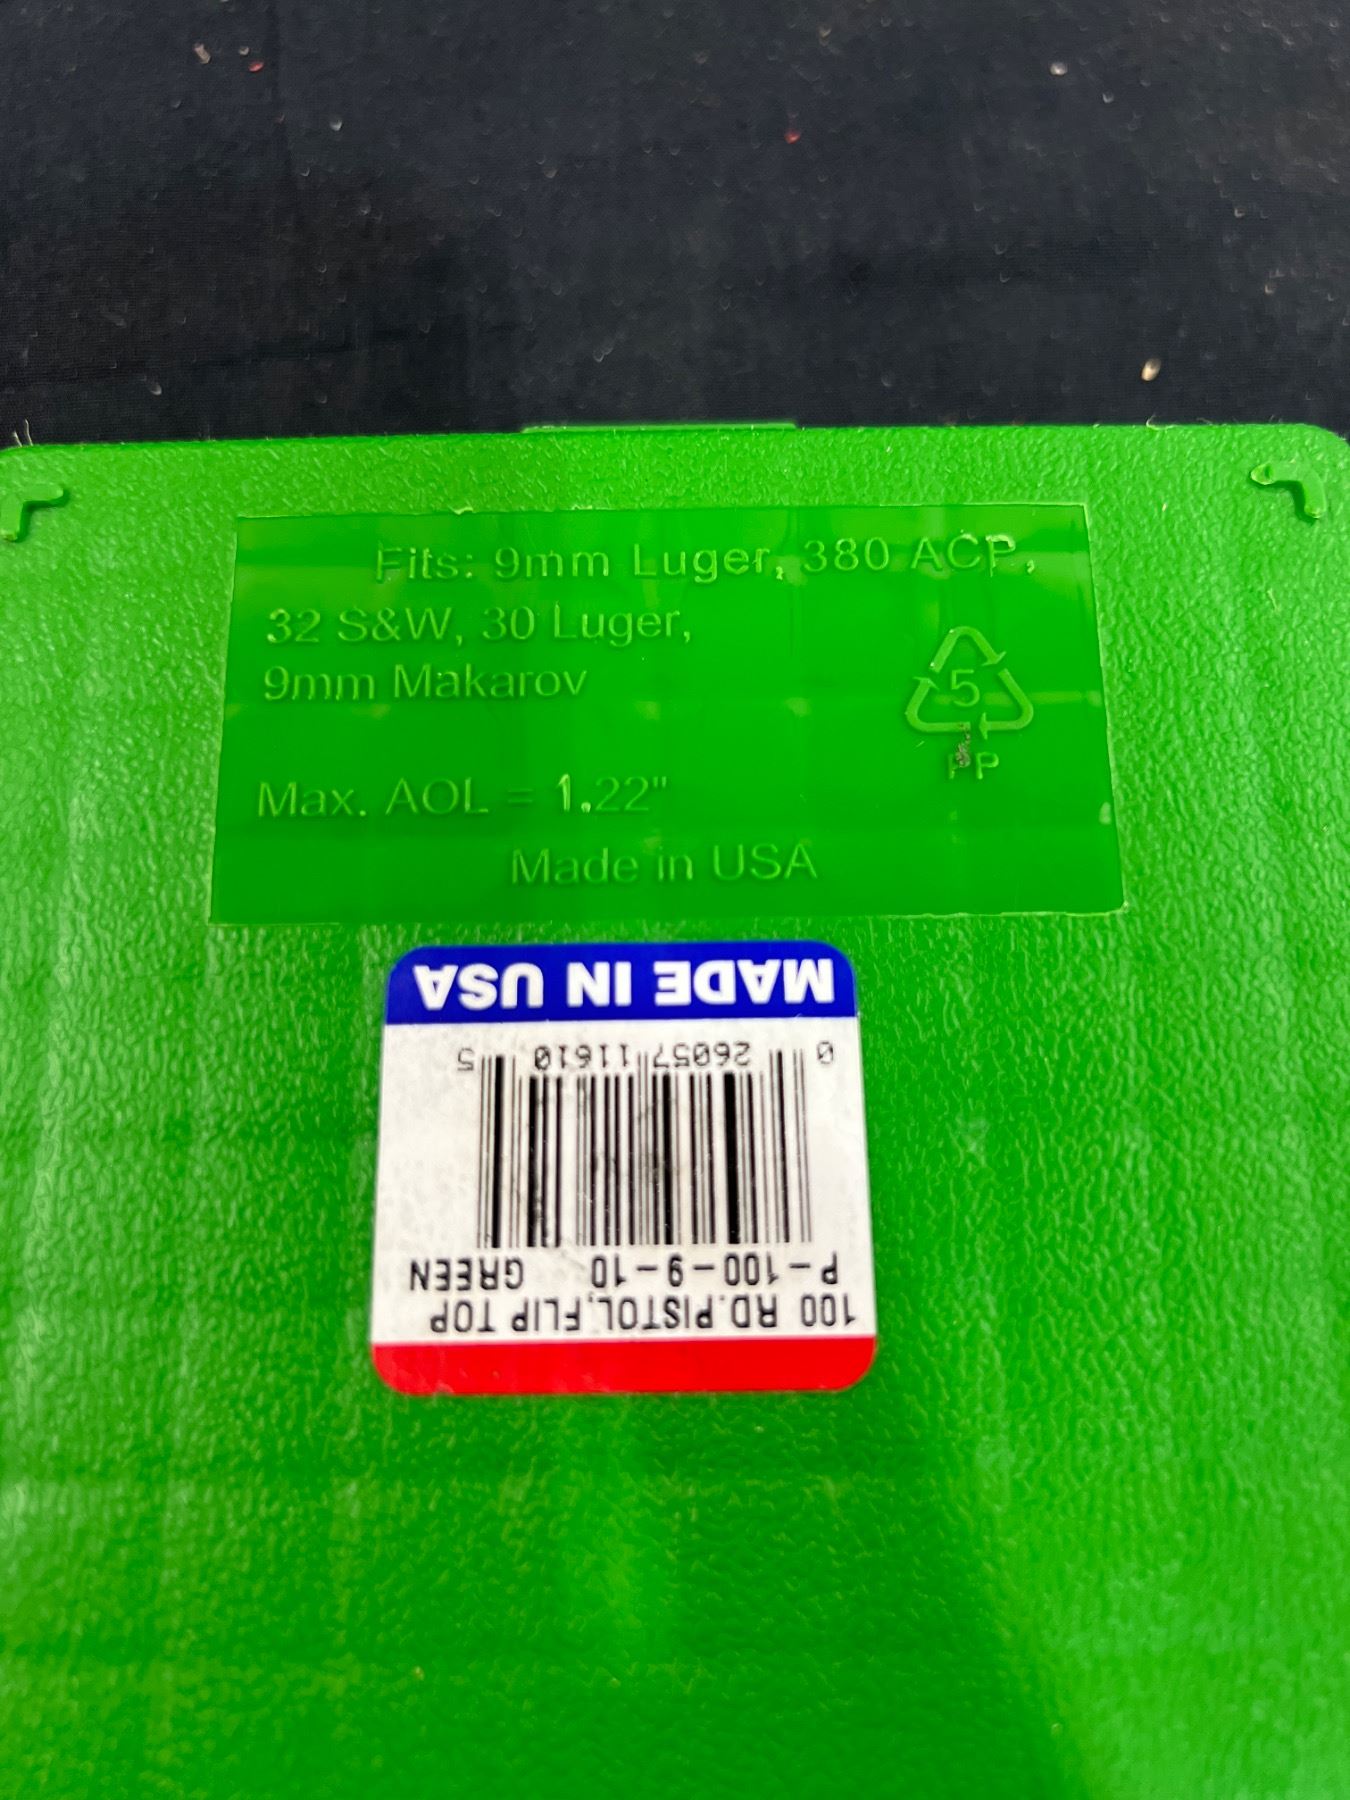 Fits: 9mm Luger, 380 ACP,
32 S&W, 30 Luger,
9mm Makarov
5
PP
Max. AOL = 1.22"
Made in USA
100 RD.PISTOL,FLIP TOP
P-100-9-10 GREEN
0 26057 11610 5
MADE IN USA